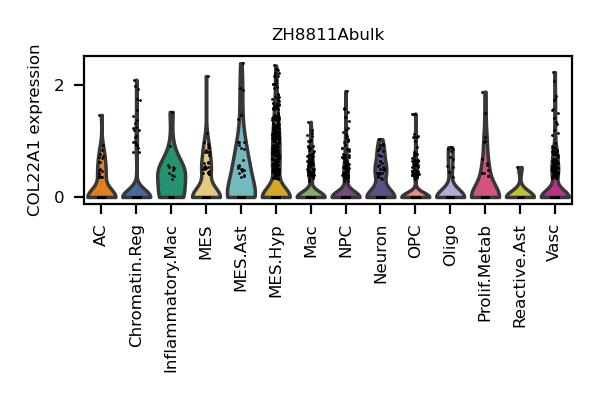 ZH8811Abulk
COL22A1 expression
2
0
AC
Chromatin.Reg
Inflammatory.Mac
MES
MES.Ast
MES.Hyp
Mac
NPC
Neuron
OPC
Oligo
Prolif.Metab
Reactive.Ast
Vasc